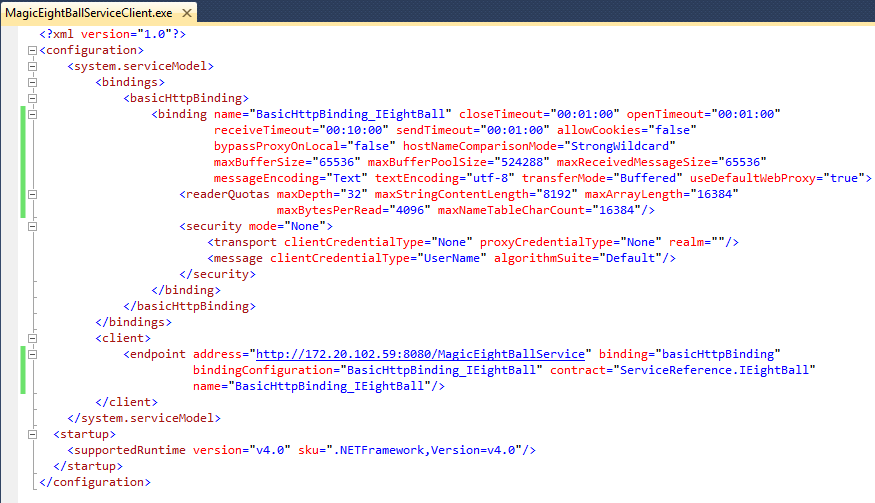 MagicEightBallServiceClient.exe
<?xml version="1.0"?>
<configuration>
<system.serviceModel>
<bindings>
<basicHttpBinding>
<binding name="BasicHttpBinding_IEightBall" closeTimeout="00:01:00" openTimeout="00:01:00"
receiveTimeout="00:10:00" sendTimeout="00:01:00" allowCookies="false"
bypassProxyOnLocal="false" hostNameComparisonMode="StrongWildcard"
maxBufferSize="65536" maxBufferPoolSize="524288" maxReceivedMessageSize="65536"
messageEncoding="Text" textEncoding="utf-8" transferMode="Buffered" useDefaultWebProxy="true">
<readerQuotas maxDepth="32" maxStringContentLength="8192" maxArrayLength="16384"
maxBytesPerRead="4096" maxNameTableCharCount="16384"/>
<security mode="None">
<transport clientCredentialType="None" proxyCredentialType="None" realm=""/>
<message clientCredentialType="UserName" algorithmSuite="Default"/>
</security>
</binding>
</basicHttpBinding>
</bindings>
<client>
<endpoint address="http://172.20.102.59:8080/MagicEightBallService" binding="basicHttpBinding"
bindingConfiguration="BasicHttpBinding_IEightBall" contract="ServiceReference.IEightBall"
name="BasicHttpBinding_IEightBall"/>
</client>
</system.serviceModel>
<startup>
<supportedRuntime version="v4.0" sku=".NETFramework,Version=v4.0"/>
</startup>
</configuration>